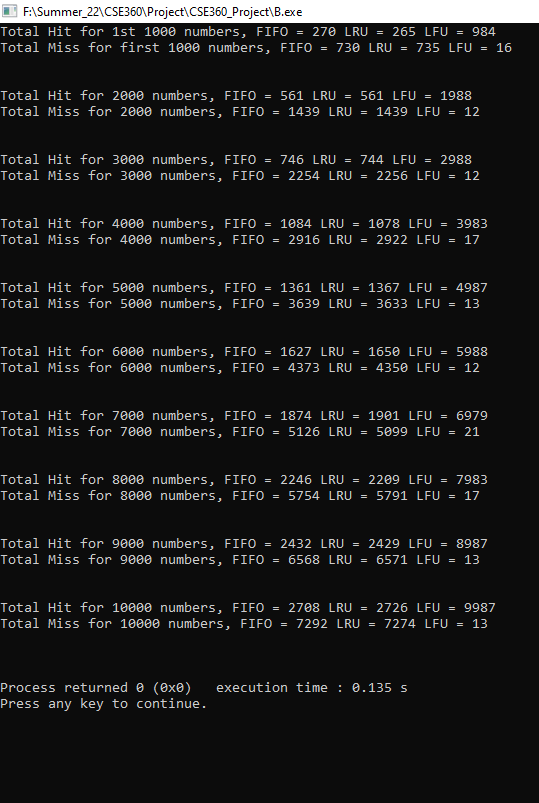 F:\Summer_22\CSE360\Project\CSE360_Project\B.exe
Total Hit for 1st 1000 numbers, FIFO = 270 LRU = 265 LFU = 984
Total Miss for first 1000 numbers, FIFO = 730 LRU = 735 LFU = 16
Total Hit for 2000 numbers, FIFO = 561 LRU = 561 LFU = 1988
Total Miss for 2000 numbers, FIFO = 1439 LRU = 1439 LFU = 12
Total Hit for 3000 numbers, FIFO = 746 LRU = 744 LFU = 2988
Total Miss for 3000 numbers, FIFO = 2254 LRU = 2256 LFU = 12
Total Hit for 4000 numbers, FIFO = 1084 LRU = 1078 LFU = 3983
Total Miss for 4000 numbers, FIFO = 2916 LRU = 2922 LFU = 17
Total Hit for 5000 numbers, FIFO = 1361 LRU = 1367 LFU = 4987
Total Miss for 5000 numbers, FIFO = 3639 LRU = 3633 LFU = 13
Total Hit for 6000 numbers, FIFO = 1627 LRU = 1650 LFU = 5988
Total Miss for 6000 numbers, FIFO = 4373 LRU = 4350 LFU = 12
Total Hit for 7000 numbers, FIFO = 1874 LRU = 1901 LFU = 6979
Total Miss for 7000 numbers, FIFO = 5126 LRU = 5099 LFU = 21
Total Hit for 8000 numbers, FIFO = 2246 LRU = 2209 LFU = 7983
Total Miss for 8000 numbers, FIFO = 5754 LRU = 5791 LFU = 17
Total Hit for 9000 numbers, FIFO = 2432 LRU = 2429 LFU = 8987
Total Miss for 9000 numbers, FIFO = 6568 LRU = 6571 LFU = 13
Total Hit for 10000 numbers, FIFO = 2708 LRU = 2726 LFU = 9987
Total Miss for 10000 numbers, FIFO = 7292 LRU = 7274 LFU = 13
Process returned 0 (0x0)   execution time : 0.135 s
Press any key to continue.